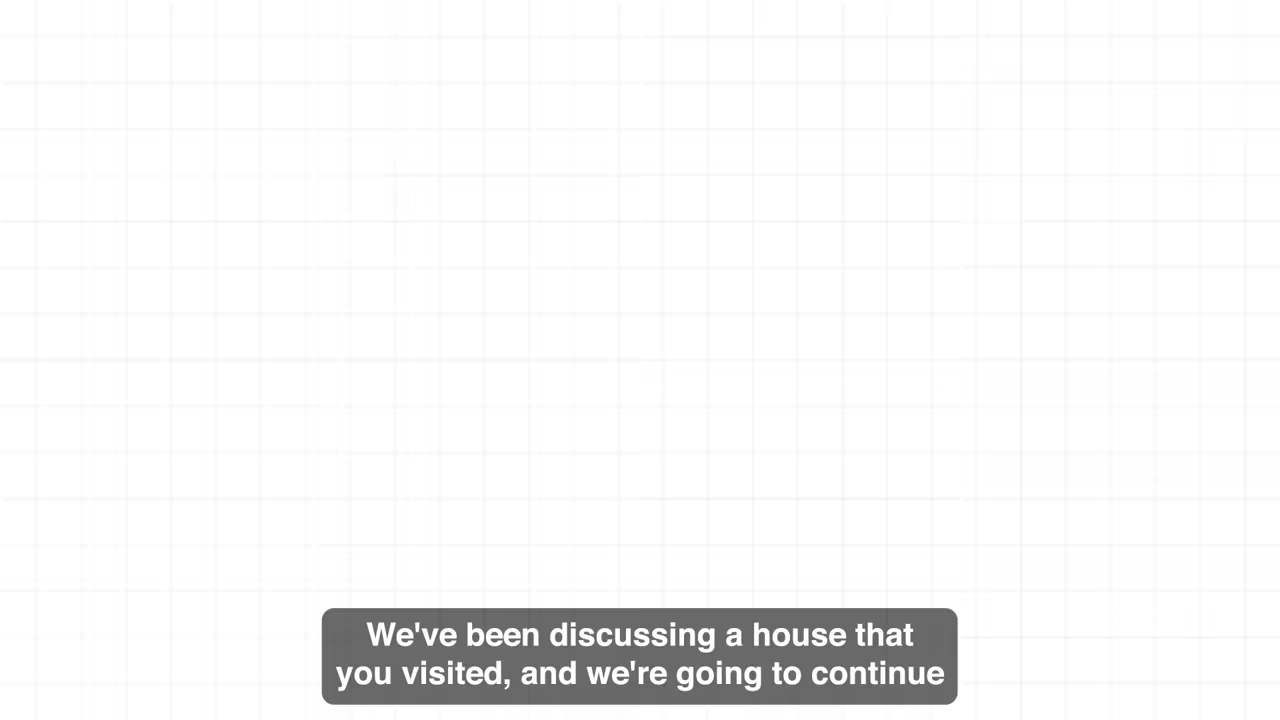 We've been discussing a house that
you visited, and we're going to continue